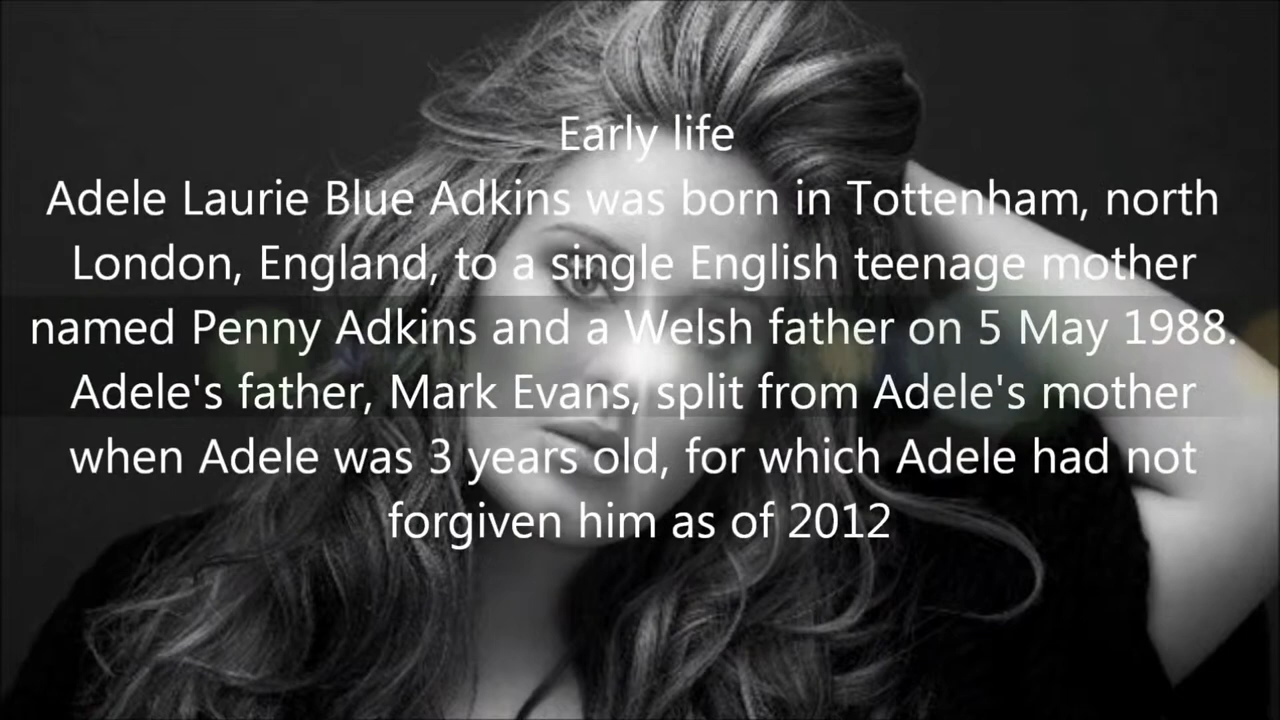 Early life
Adele Laurie Blue Adkins was born in Tottenham, north
London, England, to a single English teenage mother
named Penny Adkins and a Welsh father on 5 May 1988.
Adele's father, Mark Evans, split from Adele's mother
when Adele was 3 years old, for which Adele had not
forgiven him as of 2012